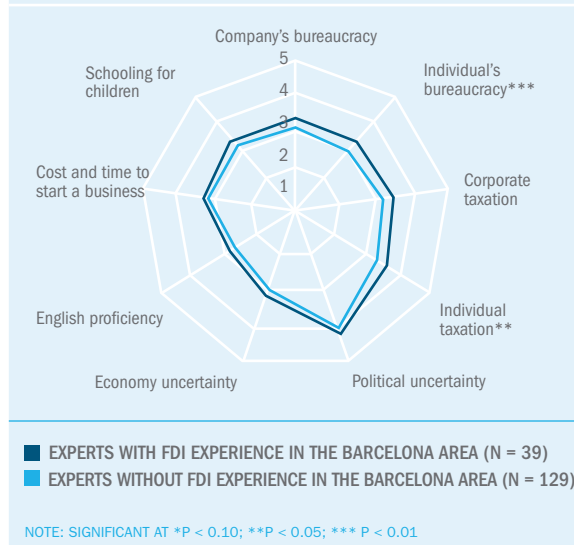 Company’s bureaucracy
5
4
3
2
1
Individual’s
bureaucracy***
Corporate
taxation
Individual
taxation**
Political uncertainty
Economy uncertainty
English proficiency
Cost and time to
start a business
Schooling for
children
EXPERTS WITH FDI EXPERIENCE IN THE BARCELONA AREA (N = 39)
EXPERTS WITHOUT FDI EXPERIENCE IN THE BARCELONA AREA (N = 129)
NOTE: SIGNIFICANT AT *P < 0.10; **P < 0.05; *** P < 0.01